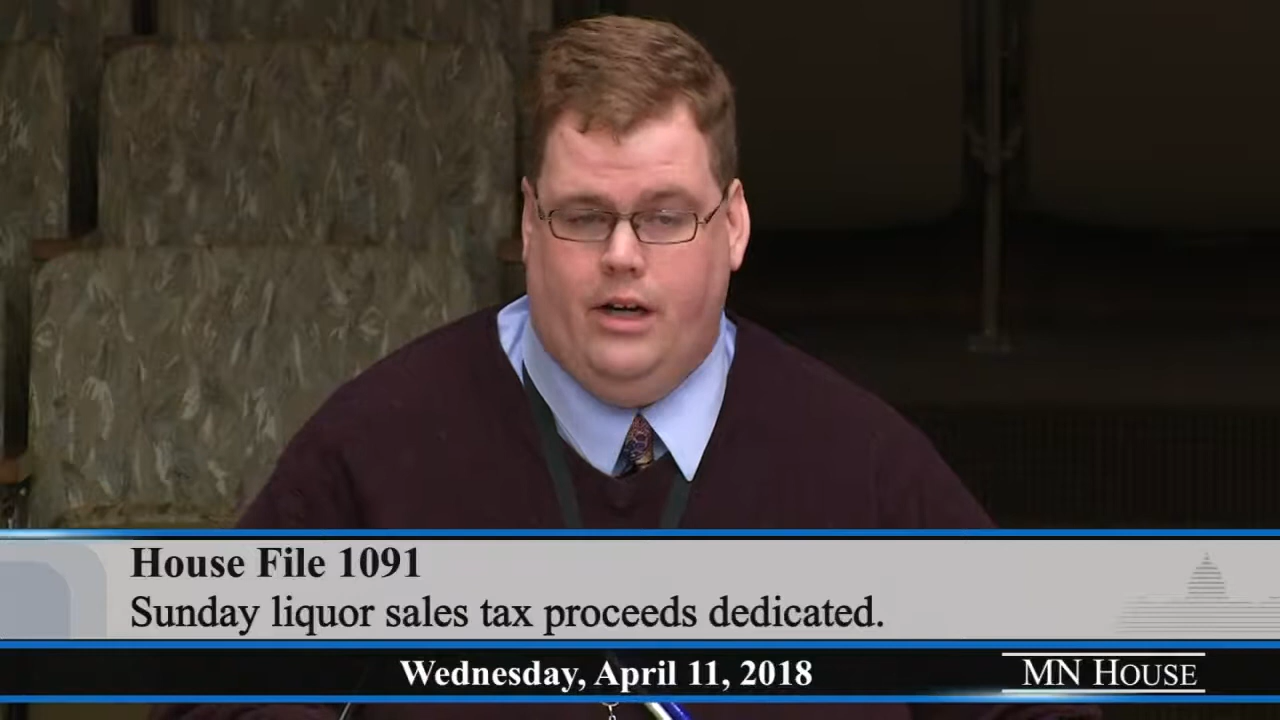 House File 1091
Sunday liquor sales tax proceeds dedicated.
Wednesday, April 11, 2018
MN HOUSE